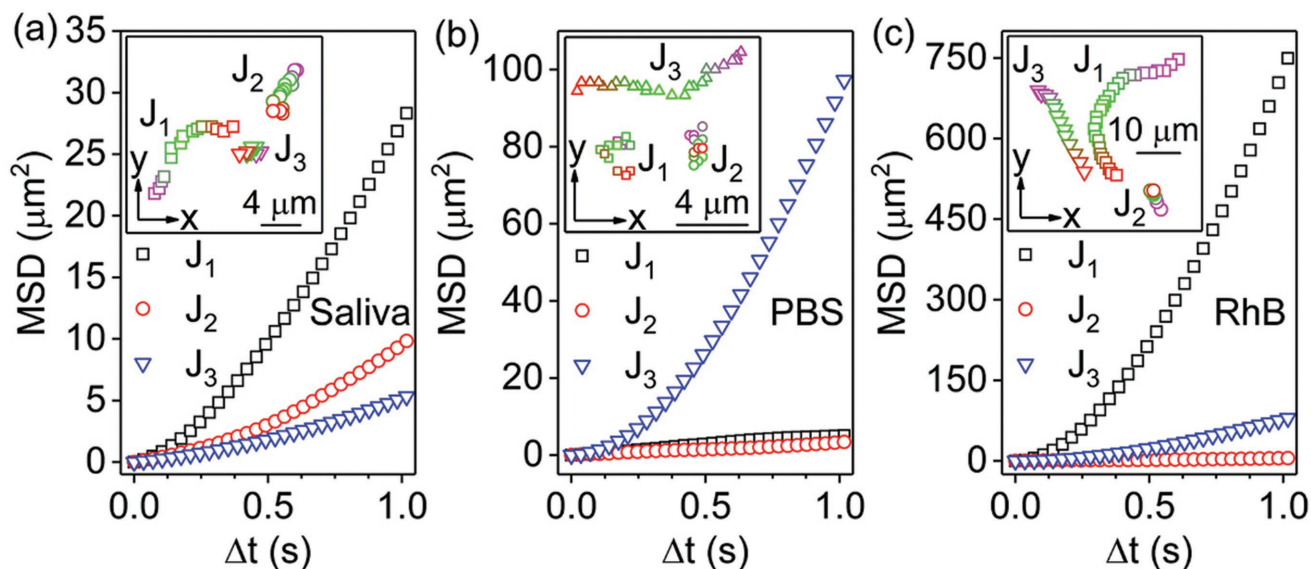 (a)
MSD (μm²)
35
30
25
20
15
10
5
0
J₁
J₂
J₃
y
x
4 μm
J₁
J₂
J₃
Saliva
0.0 0.5 1.0
Δt (s)
(b)
MSD (μm²)
100
80
60
40
20
0
J₃
J₁
J₂
y
x
4 μm
J₁
J₂
J₃
PBS
0.0 0.5 1.0
Δt (s)
(c)
MSD (μm²)
750
600
450
300
150
0
J₃ J₁
10 μm
y
J₂
x
J₁
J₂
J₃
RhB
0.0 0.5 1.0
Δt (s)